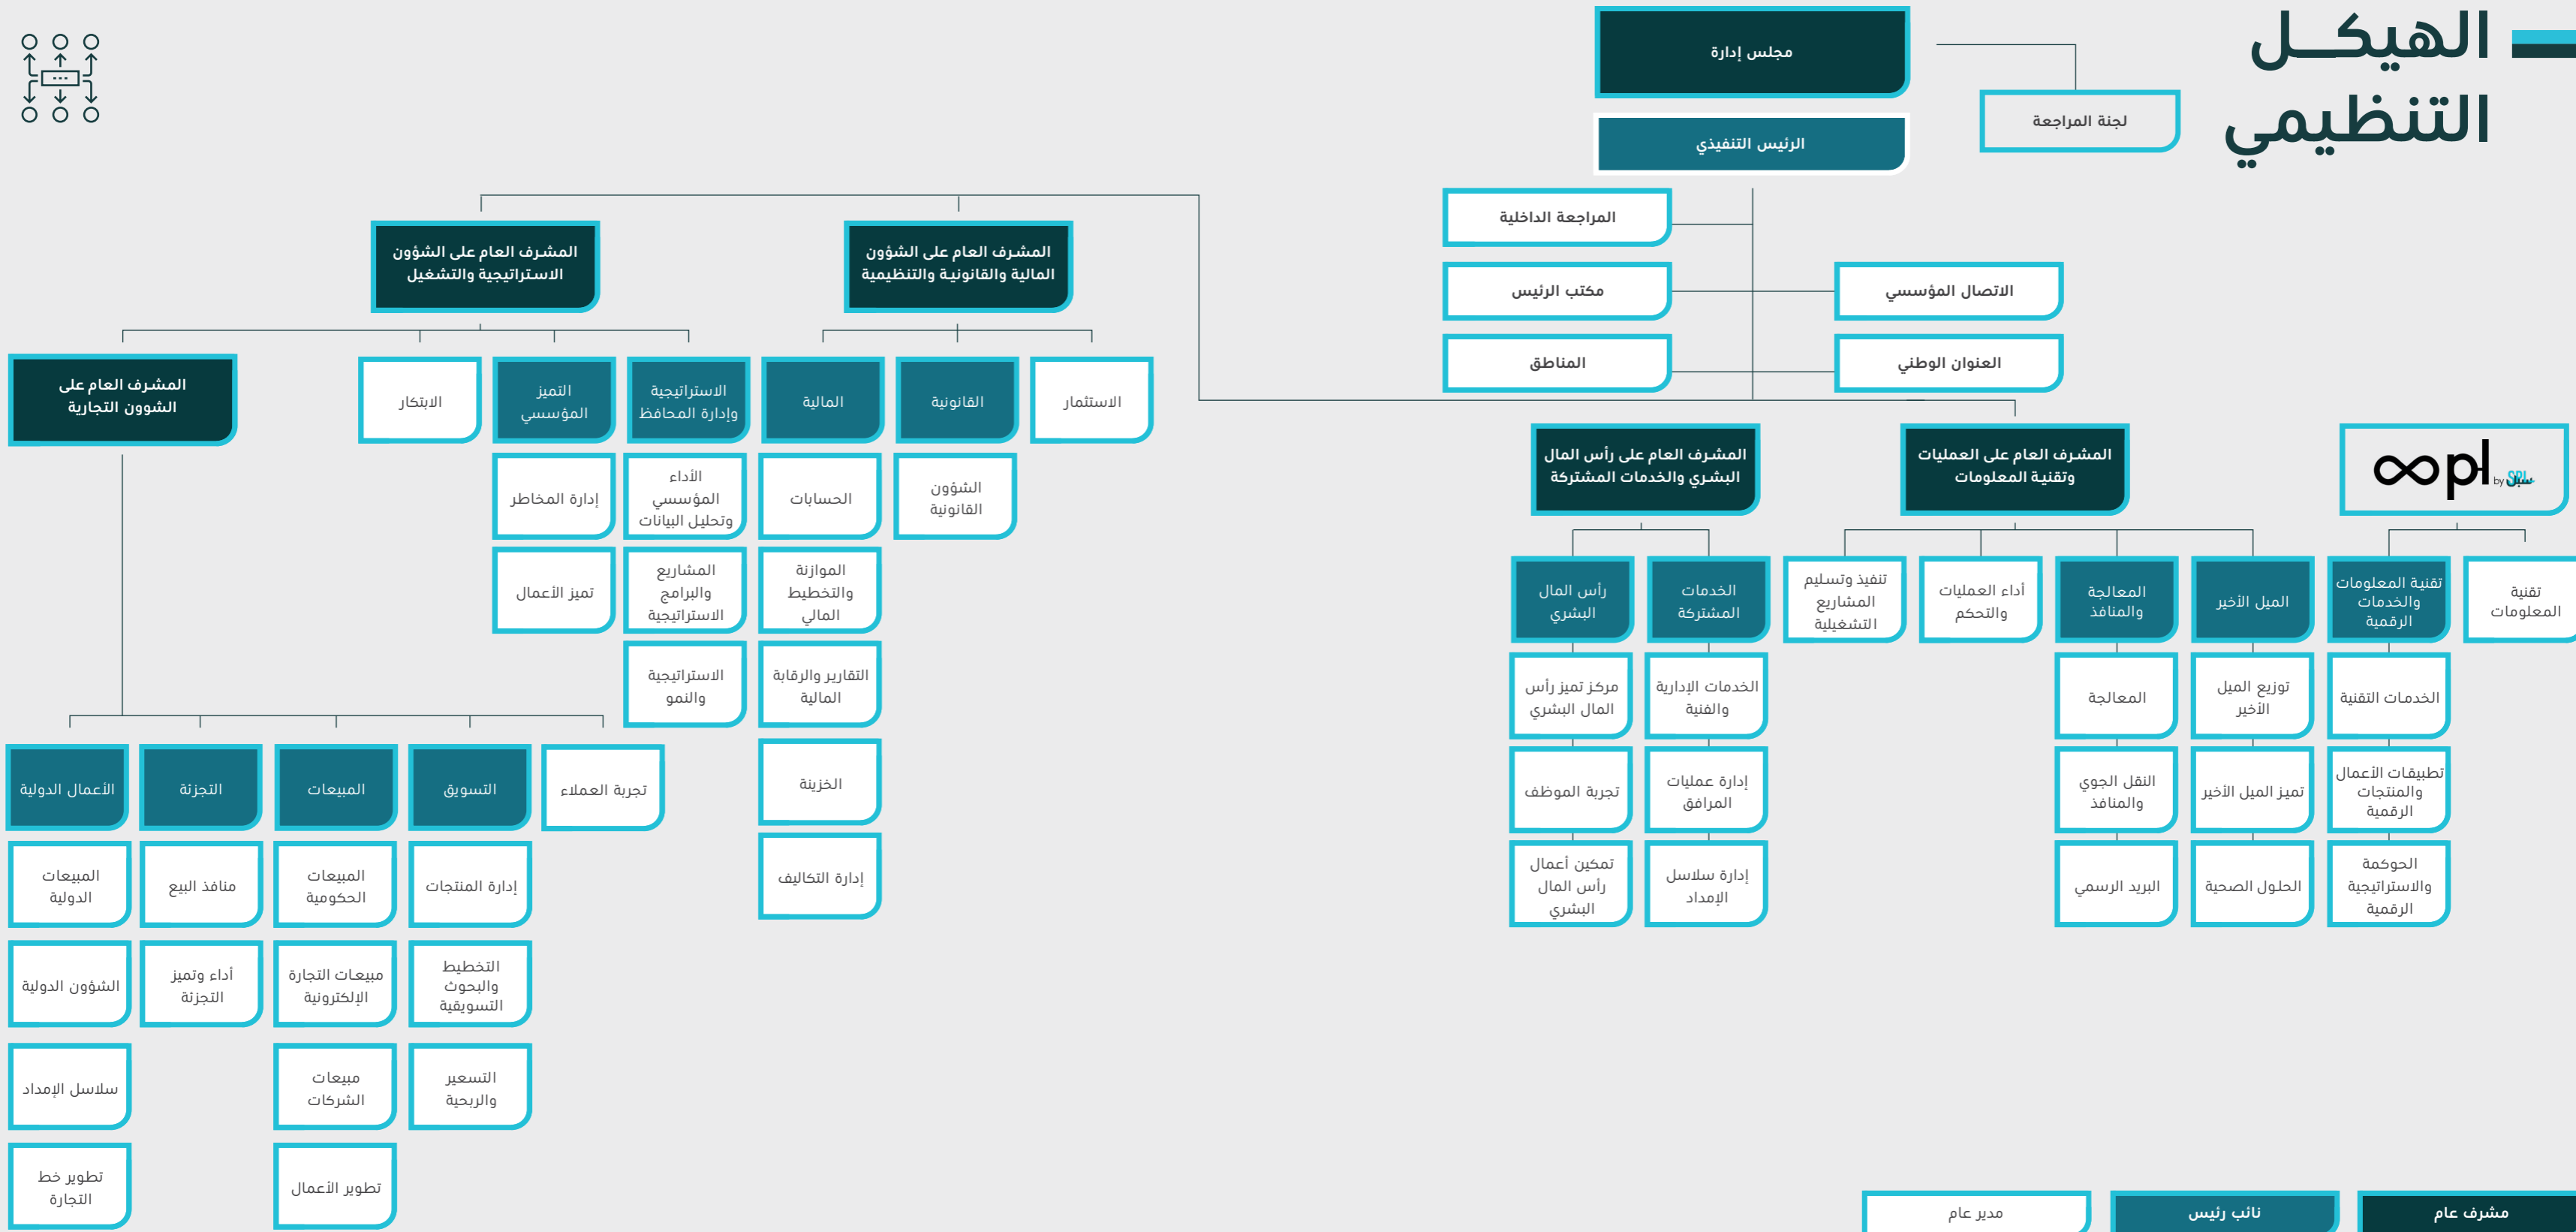 الهيكل
التنظيمي
مجلس إدارة
لجنة المراجعة
الرئيس التنفيذي
المراجعة الداخلية
الاتصال المؤسسي
مكتب الرئيس
العنوان الوطني
المناطق
oopl by SPL سبل
تقنية
المعلومات
تقنية المعلومات
والخدمات
الرقمية
الخدمات التقنية
تطبيقات الأعمال
والمنتجات
الرقمية
الحوكمة
والاستراتيجية
الرقمية
المشرف العام على العمليات
وتقنية المعلومات
الميل الأخير
توزيع الميل
الأخير
تميز الميل الأخير
الحلول الصحية
المعالجة
والمنافذ
المعالجة
النقل الجوي
والمنافذ
البريد الرسمي
أداء العمليات
والتحكم
تنفيذ وتسليم
المشاريع
التشغيلية
المشرف العام على رأس المال
البشري والخدمات المشتركة
الخدمات
المشتركة
الخدمات الإدارية
والفنية
إدارة عمليات
المرافق
إدارة سلاسل
الإمداد
رأس المال
البشري
مركز تميز رأس
المال البشري
تجربة الموظف
تمكين أعمال
رأس المال
البشري
المشرف العام على الشؤون
المالية والقانونية والتنظيمية
الاستثمار
القانونية
الشؤون
القانونية
المالية
الحسابات
الموازنة
والتخطيط
المالي
التقارير والرقابة
المالية
الخزينة
إدارة التكاليف
المشرف العام على الشؤون
الاستراتيجية والتشغيل
الاستراتيجية
وإدارة المحافظ
الأداء
المؤسسي
وتحليل البيانات
المشاريع
والبرامج
الاستراتيجية
الاستراتيجية
والنمو
التميز
المؤسسي
إدارة المخاطر
تميز الأعمال
الابتكار
المشرف العام على
الشوون التجارية
تجربة العملاء
التسويق
إدارة المنتجات
التخطيط
والبحوث
التسويقية
التسعير
والربحية
المبيعات
المبيعات
الحكومية
مبيعات التجارة
الإلكترونية
مبيعات
الشركات
تطوير الأعمال
التجزئة
منافذ البيع
أداء وتميز
التجزئة
الأعمال الدولية
المبيعات
الدولية
الشؤون الدولية
سلاسل الإمداد
تطوير خط
التجارة
مشرف عام
نائب رئيس
مدير عام